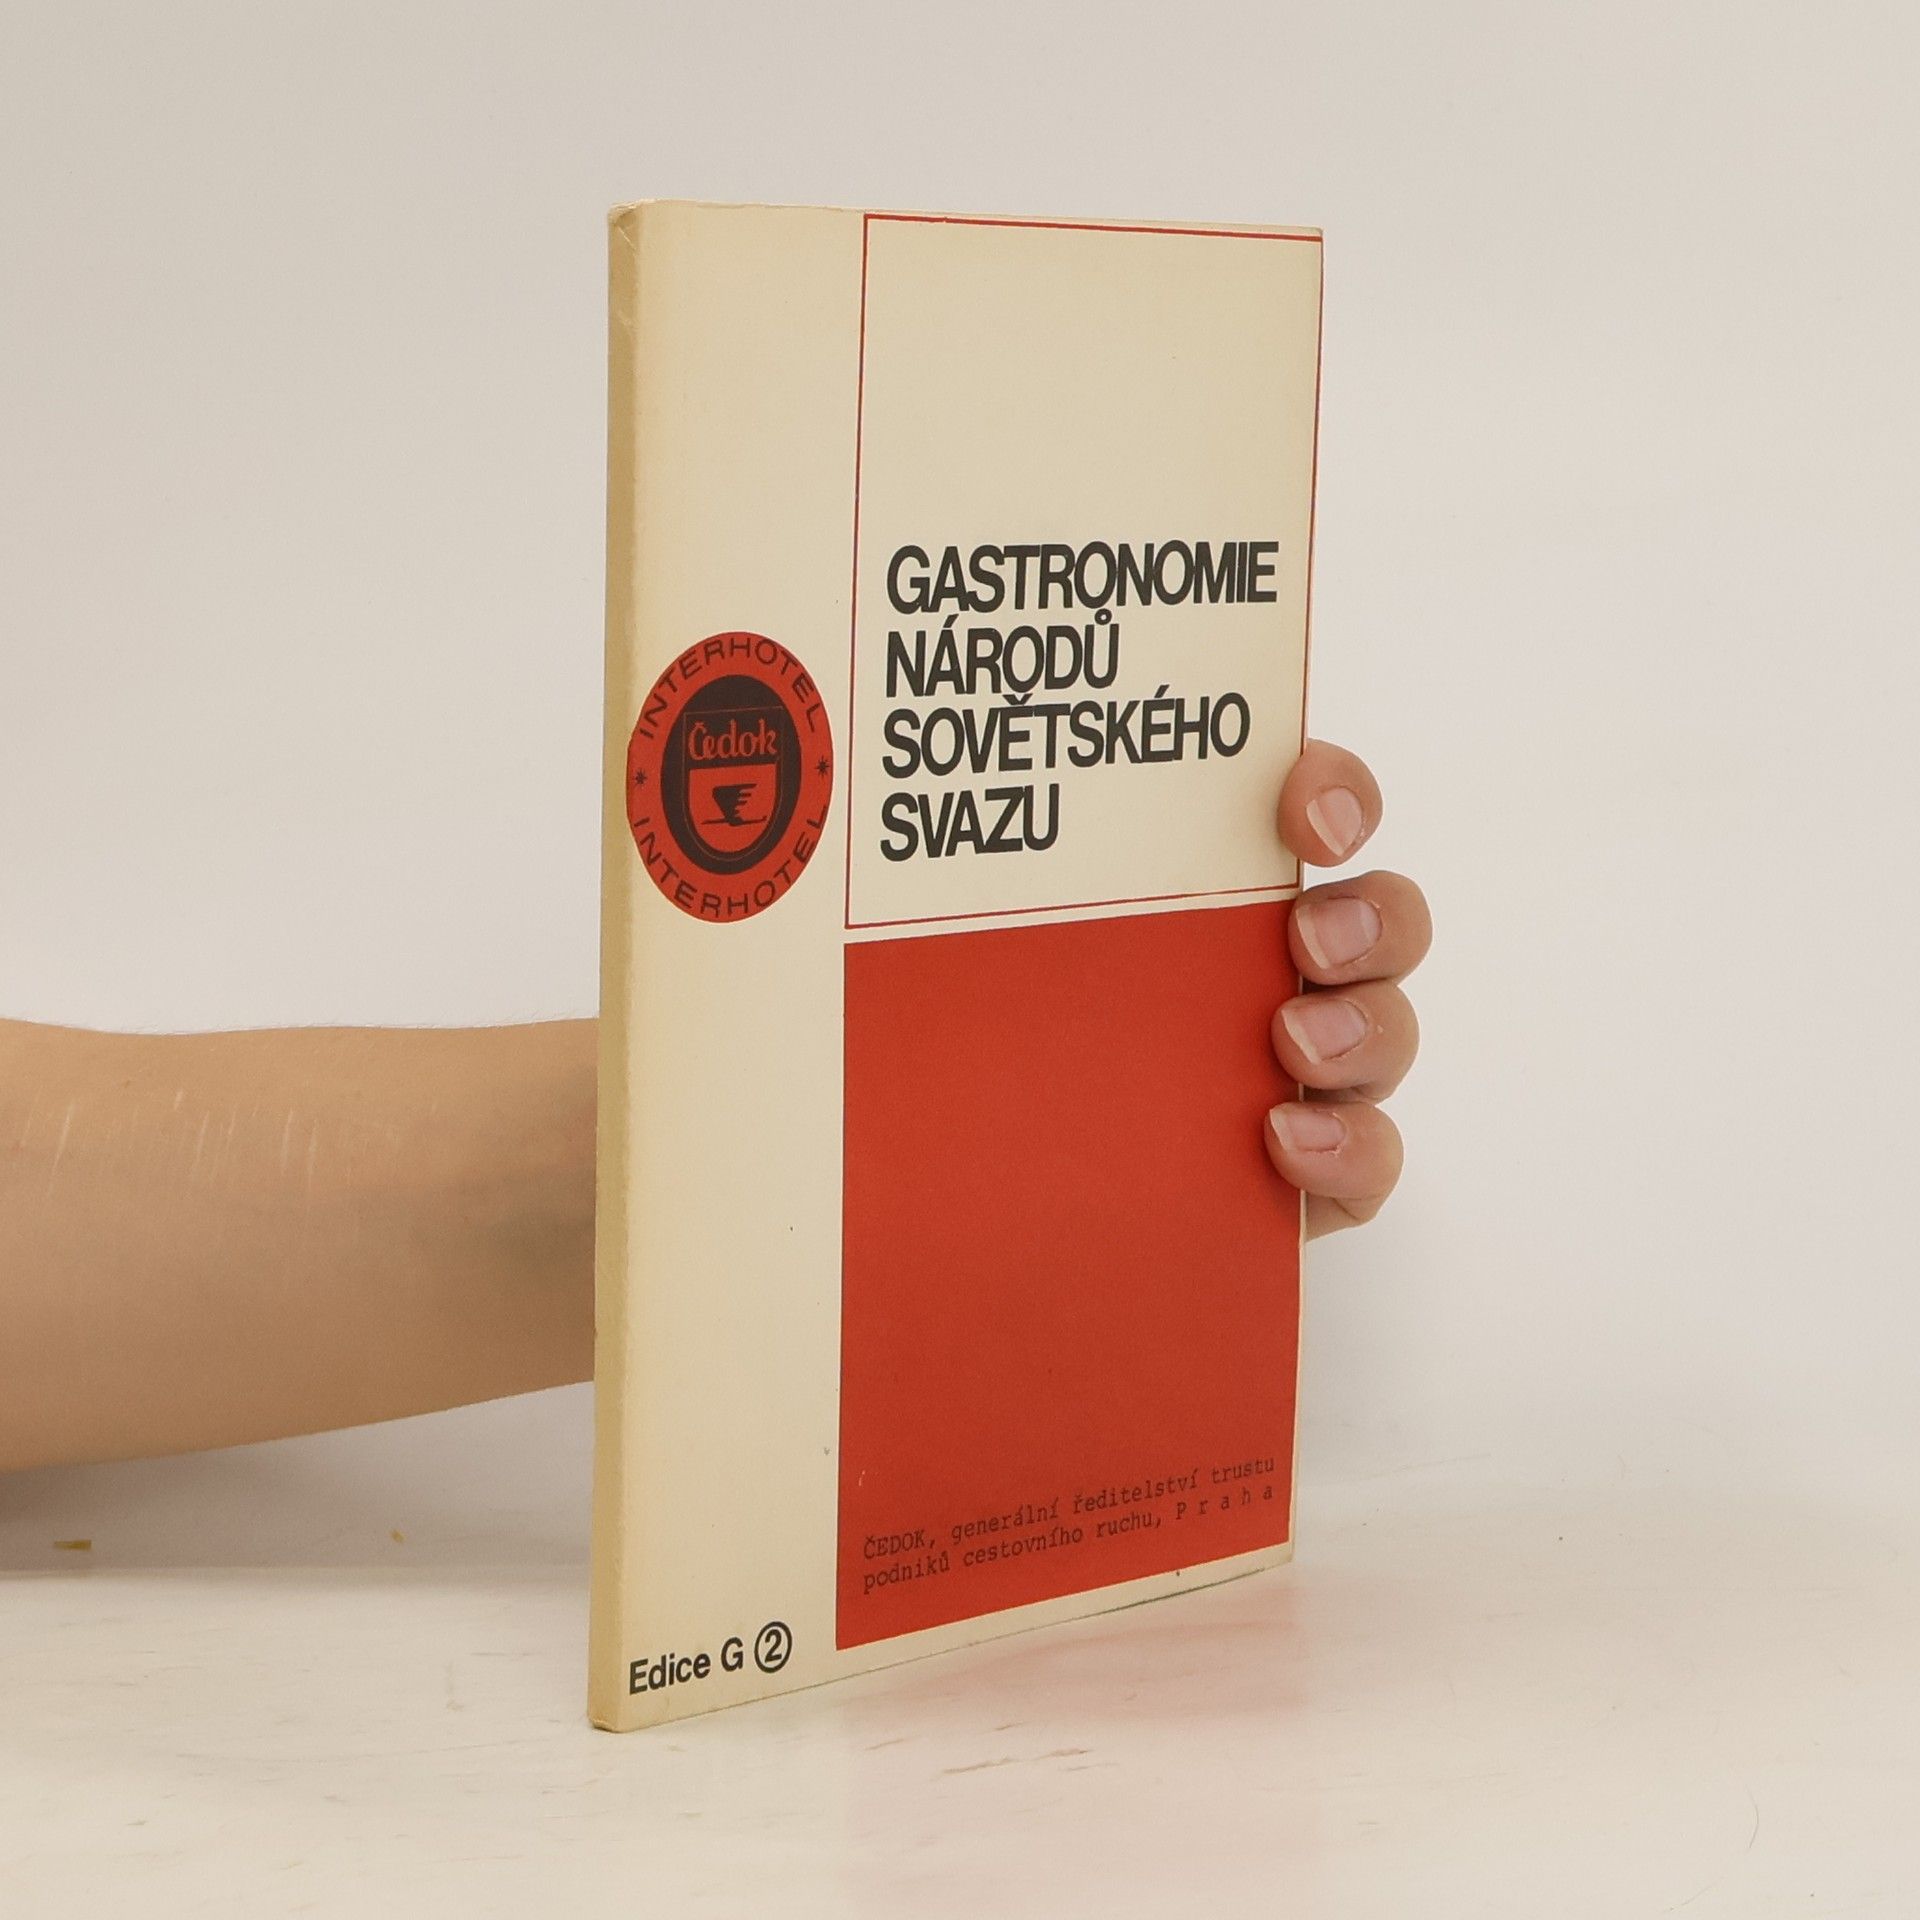 GASTRONOMIE
NÁRODŮ
SOVĚTSKÉHO
SVAZU
INTERHOTEL
Čedok
INTERHOTEL
ČEDOK, generální ředitelství trustu
podniků cestovního ruchu, P r a h a
Edice G 2